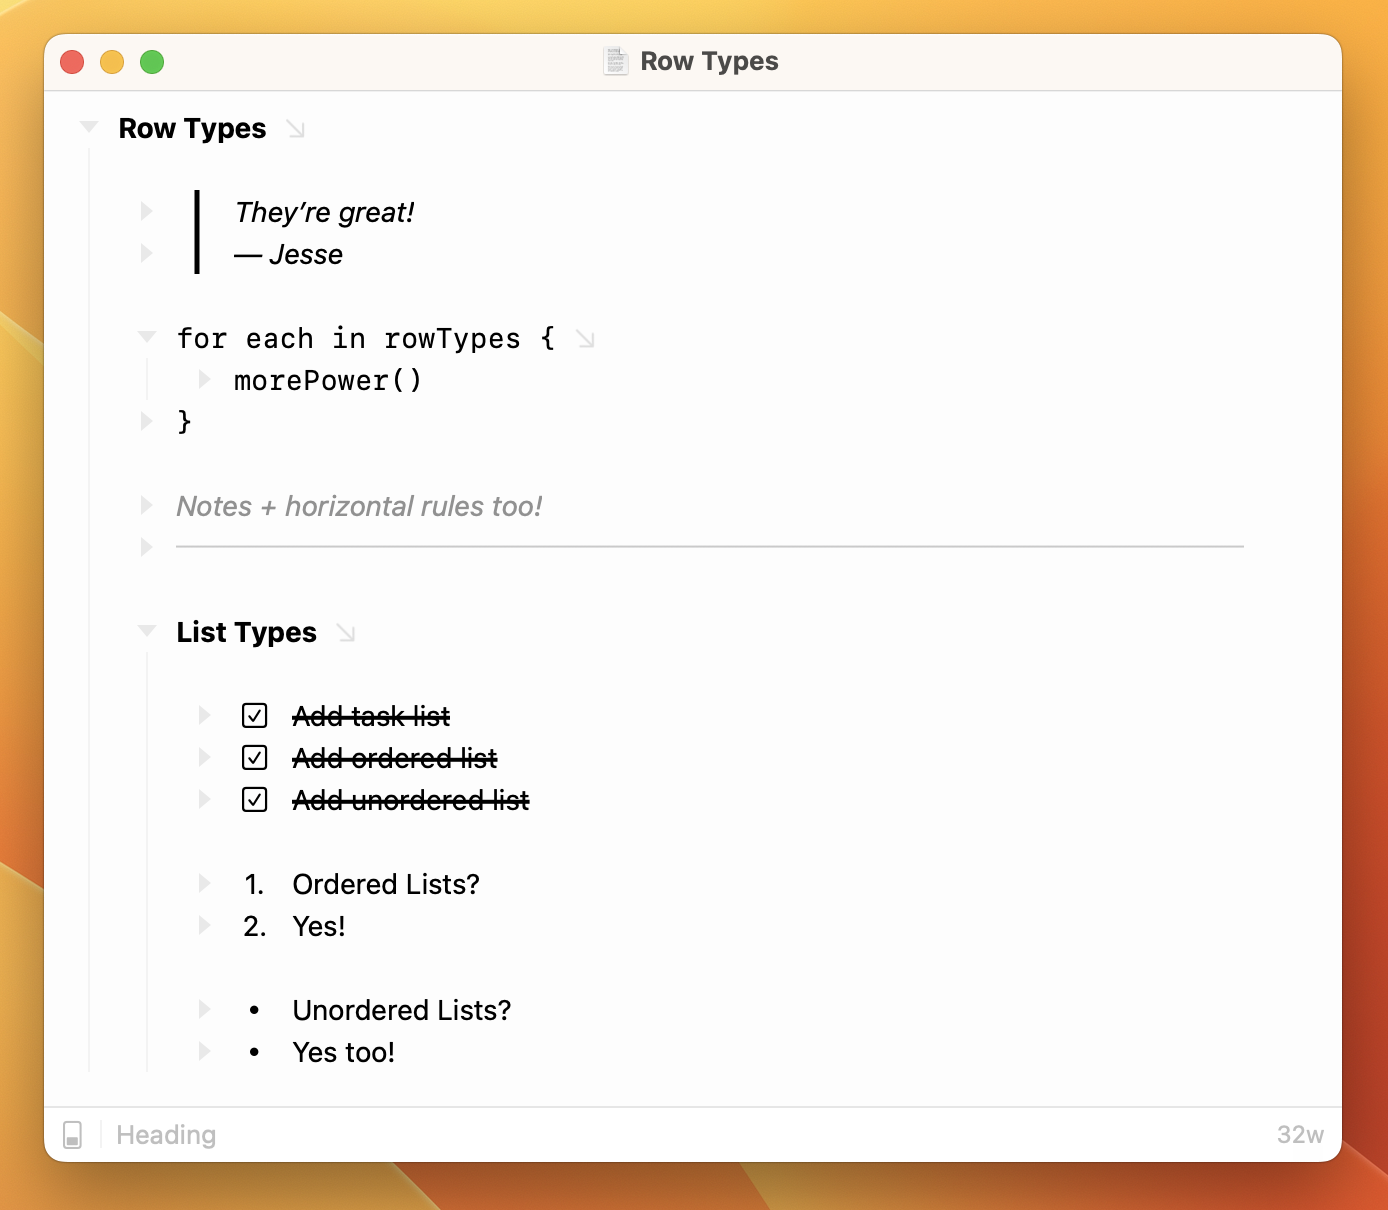 Row Types
Row Types
They’re great!
— Jesse
for each in rowTypes {
morePower()
}
Notes + horizontal rules too!
List Types
Add task list
Add ordered list
Add unordered list
1. Ordered Lists?
2. Yes!
• Unordered Lists?
• Yes too!
Heading
32w